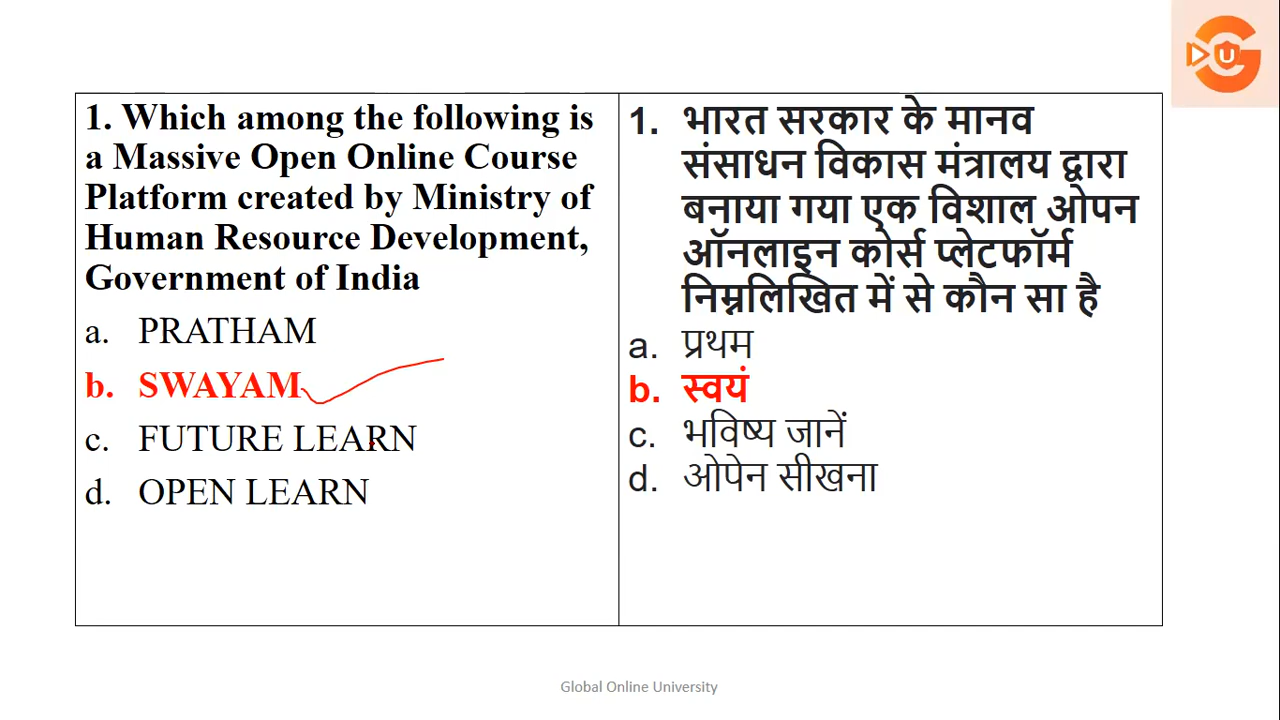 U
1. Which among the following is
a Massive Open Online Course
Platform created by Ministry of
Human Resource Development,
Government of India
a. PRATHAM
b. SWAYAM
c. FUTURE LEARN
d. OPEN LEARN
1. भारत सरकार के मानव
संसाधन विकास मंत्रालय द्वारा
बनाया गया एक विशाल ओपन
ऑनलाइन कोर्स प्लेटफॉर्म
निम्नलिखित में से कौन सा है
a. प्रथम
b. स्वयं
c. भविष्य जानें
d. ओपेन सीखना
Global Online University